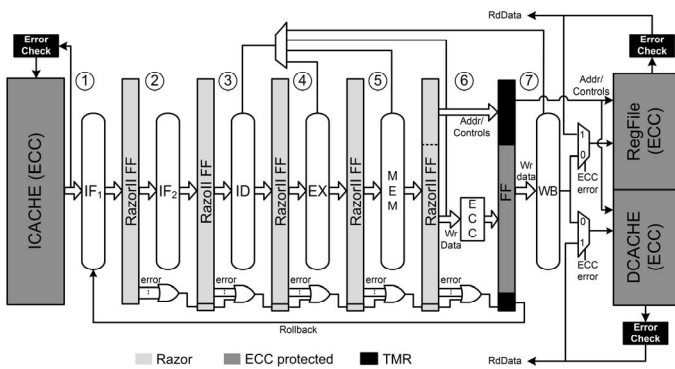 RdData
Error
Check
Error
Check
1
2
3
4
5
6
7
Addr/
Controls
Addr/
Controls
ICACHE (ECC)
IF1
RazorII FF
IF2
RazorII FF
ID
RazorII FF
EX
RazorII FF
MEM
RazorII FF
Wr
Data
ECC
FF
Wr
data
WB
1
0
ECC
error
0
1
ECC
error
RegFile
(ECC)
DCACHE
(ECC)
error
error
error
error
error
Rollback
Error
Check
RdData
Razor
ECC protected
TMR